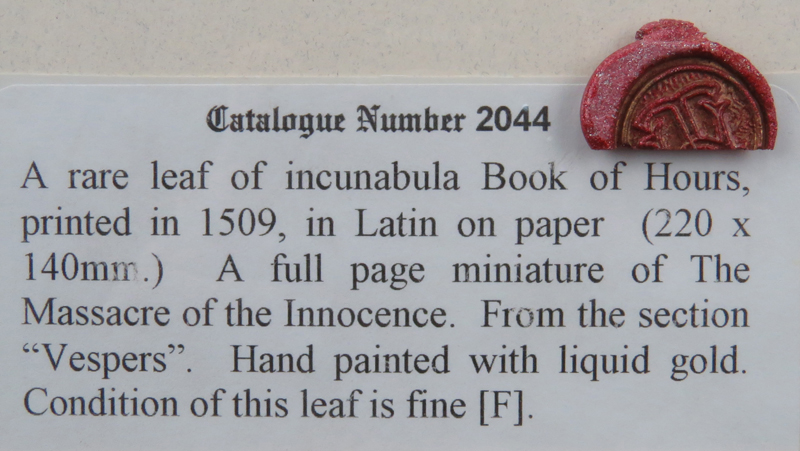 Catalogue Number 2044
A rare leaf of incunabula Book of Hours,
printed in 1509, in Latin on paper (220 x
140mm.) A full page miniature of The
Massacre of the Innocence. From the section
“Vespers”. Hand painted with liquid gold.
Condition of this leaf is fine [F].